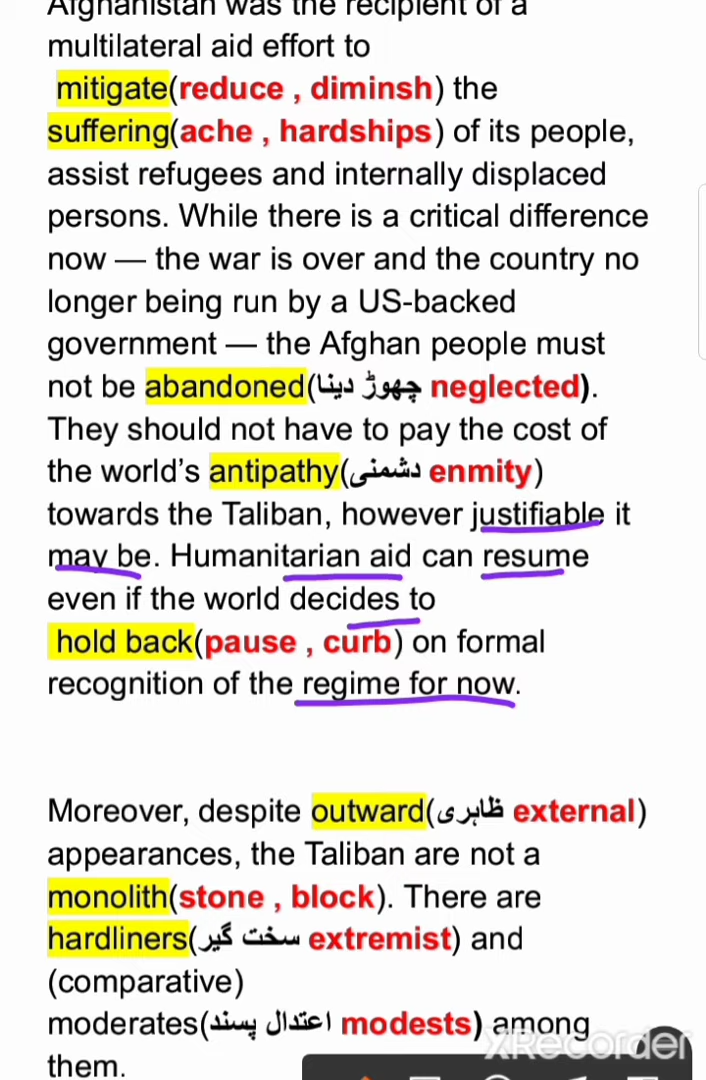 Afghanistan was the recipient of a
multilateral aid effort to
mitigate(reduce , diminsh) the
suffering(ache , hardships) of its people,
assist refugees and internally displaced
persons. While there is a critical difference
now — the war is over and the country no
longer being run by a US-backed
government — the Afghan people must
not be abandoned(چھوڑ دینا neglected).
They should not have to pay the cost of
the world’s antipathy(دشمنی enmity)
towards the Taliban, however justifiable it
may be. Humanitarian aid can resume
even if the world decides to
hold back(pause , curb) on formal
recognition of the regime for now.
Moreover, despite outward(ظاہری external)
appearances, the Taliban are not a
monolith(stone , block). There are
hardliners(سخت گیر extremist) and
(comparative)
moderates(اعتدال پسند modests) among
them.
XRecorder